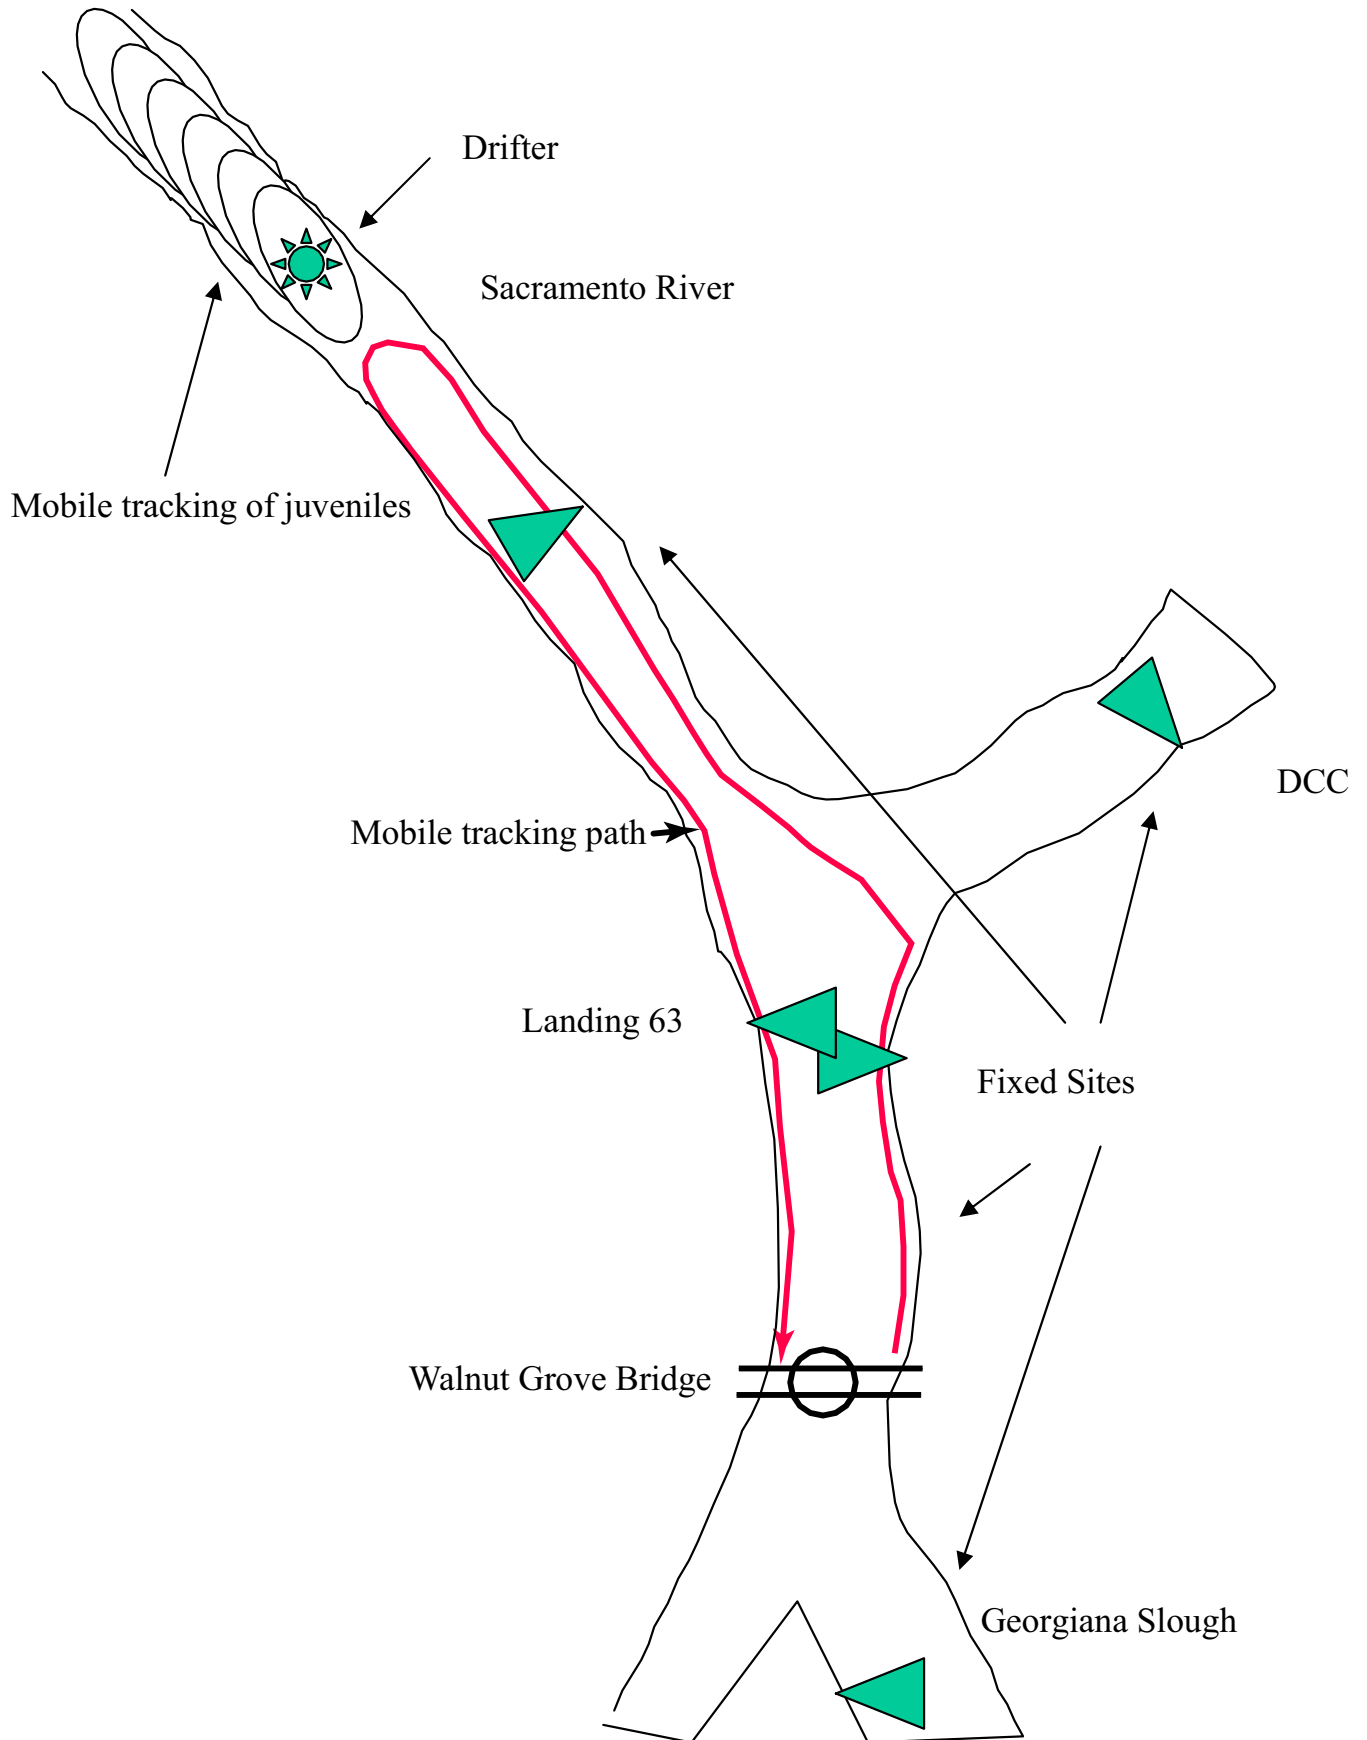 Drifter
Sacramento River
Mobile tracking of juveniles
DCC
Mobile tracking path
Landing 63
Fixed Sites
Walnut Grove Bridge
Georgiana Slough